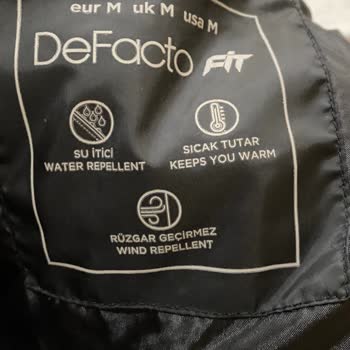 eur M uk M usa M
DeFacto FiT
SU İTİCİ
WATER REPELLENT
SICAK TUTAR
KEEPS YOU WARM
RÜZGAR GEÇİRMEZ
WIND REPELLENT